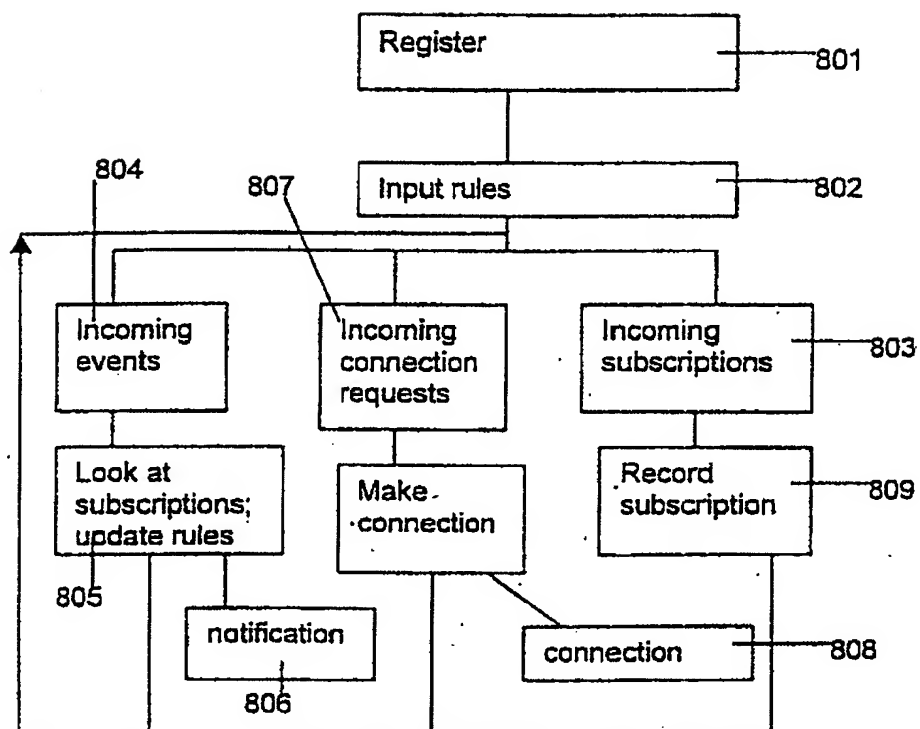 Register
801
804
807
Input rules
802
Incoming
events
Incoming
connection
requests
Incoming
subscriptions
803
Look at
subscriptions;
update rules
Make
connection
Record
subscription
809
805
notification
connection
808
806